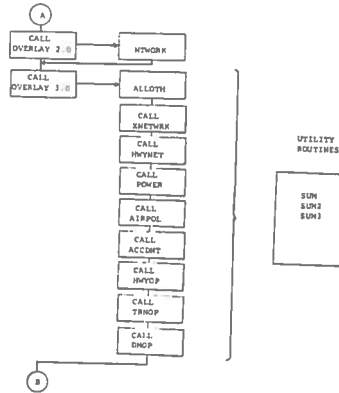 A
CALL
OVERLAY 2.0
NTWORK
CALL
OVERLAY 3.0
ALLOTH
CALL
XNETWRK
CALL
HWYNET
CALL
POWER
CALL
AIRPOL
CALL
ACCDNT
CALL
HWYOP
CALL
TRNOP
CALL
DMOP
B
UTILITY
ROUTINES
SUM
SUM2
SUM3